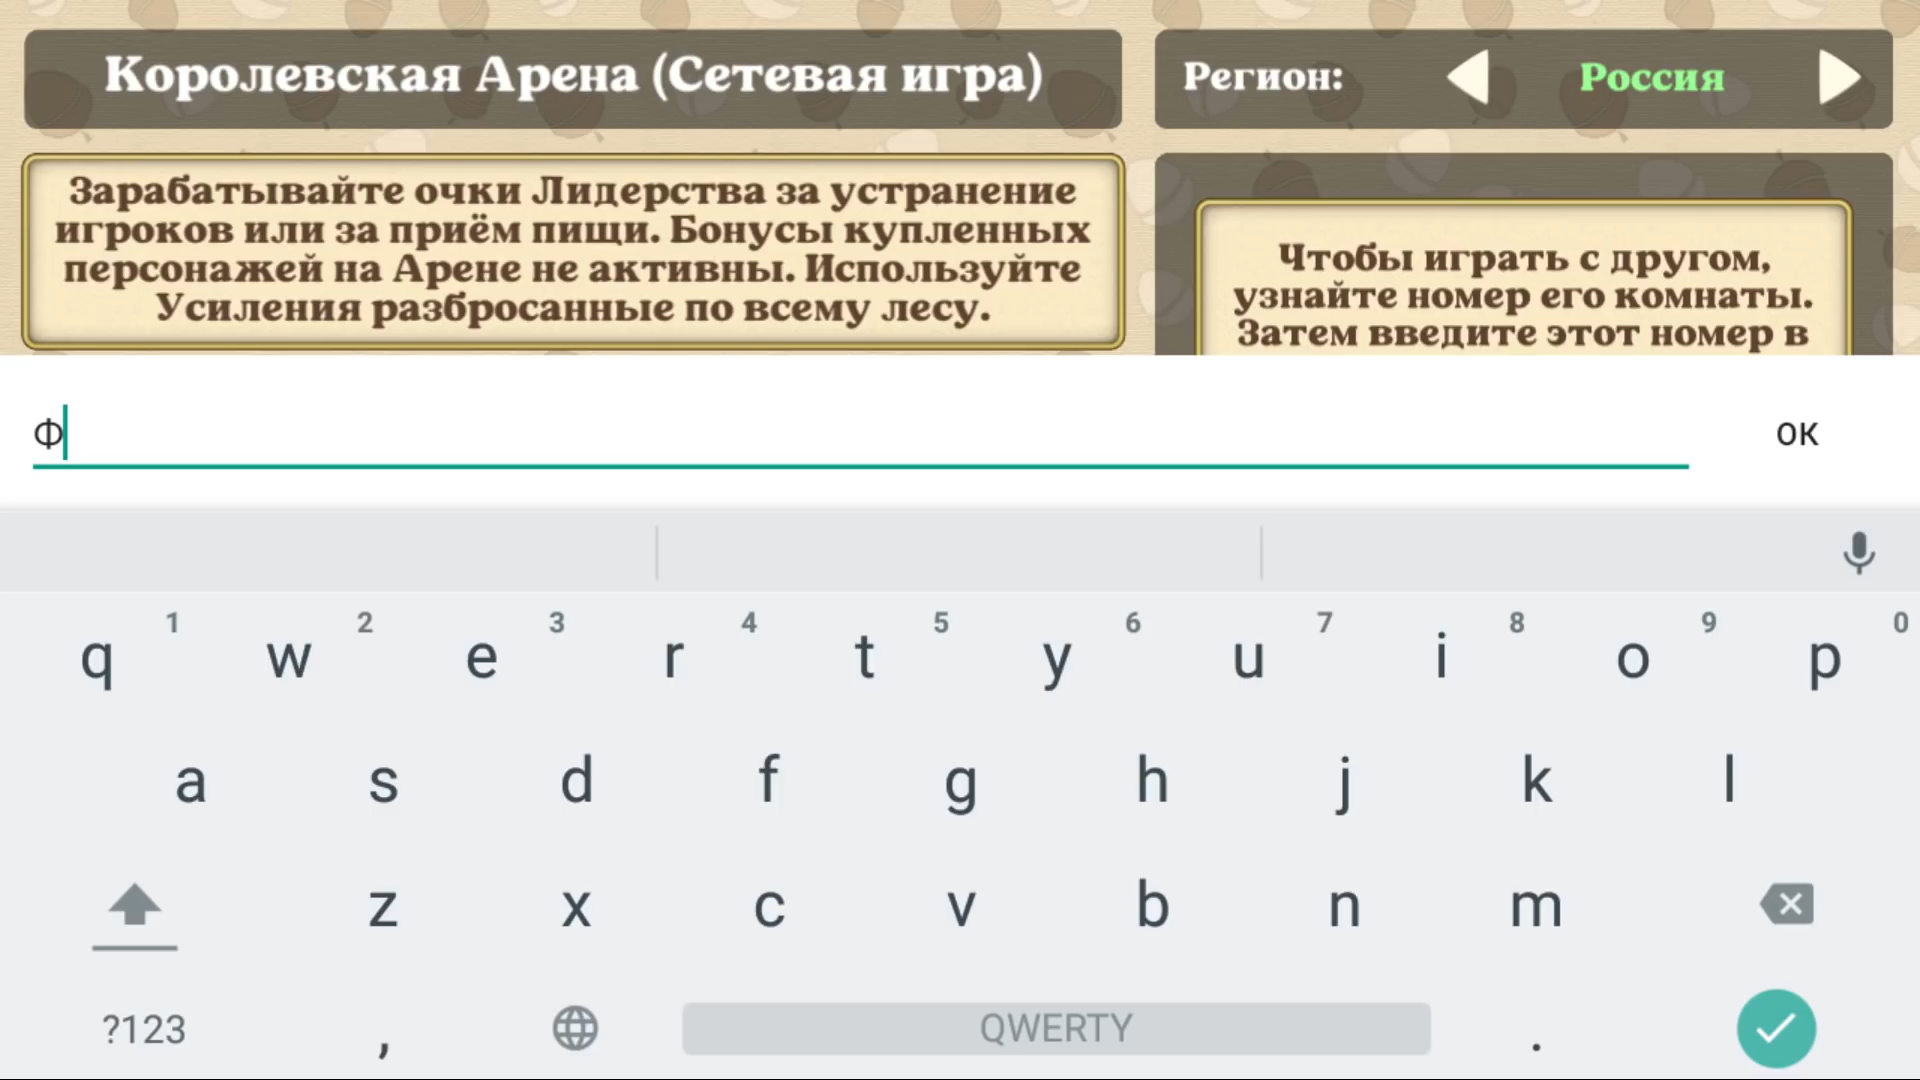 Королевская Арена (Сетевая игра)
Регион:
Россия
Зарабатывайте очки Лидерства за устранение
игроков или за приём пищи. Бонусы купленных
персонажей на Арене не активны. Используйте
Усиления разбросанные по всему лесу.
Чтобы играть с другом,
узнайте номер его комнаты.
Затем введите этот номер в
Ф
ОК
1 2 3 4 5 6 7 8 9 0
q w e r t y u i o p
a s d f g h j k l
z x c v b n m
?123 , QWERTY .